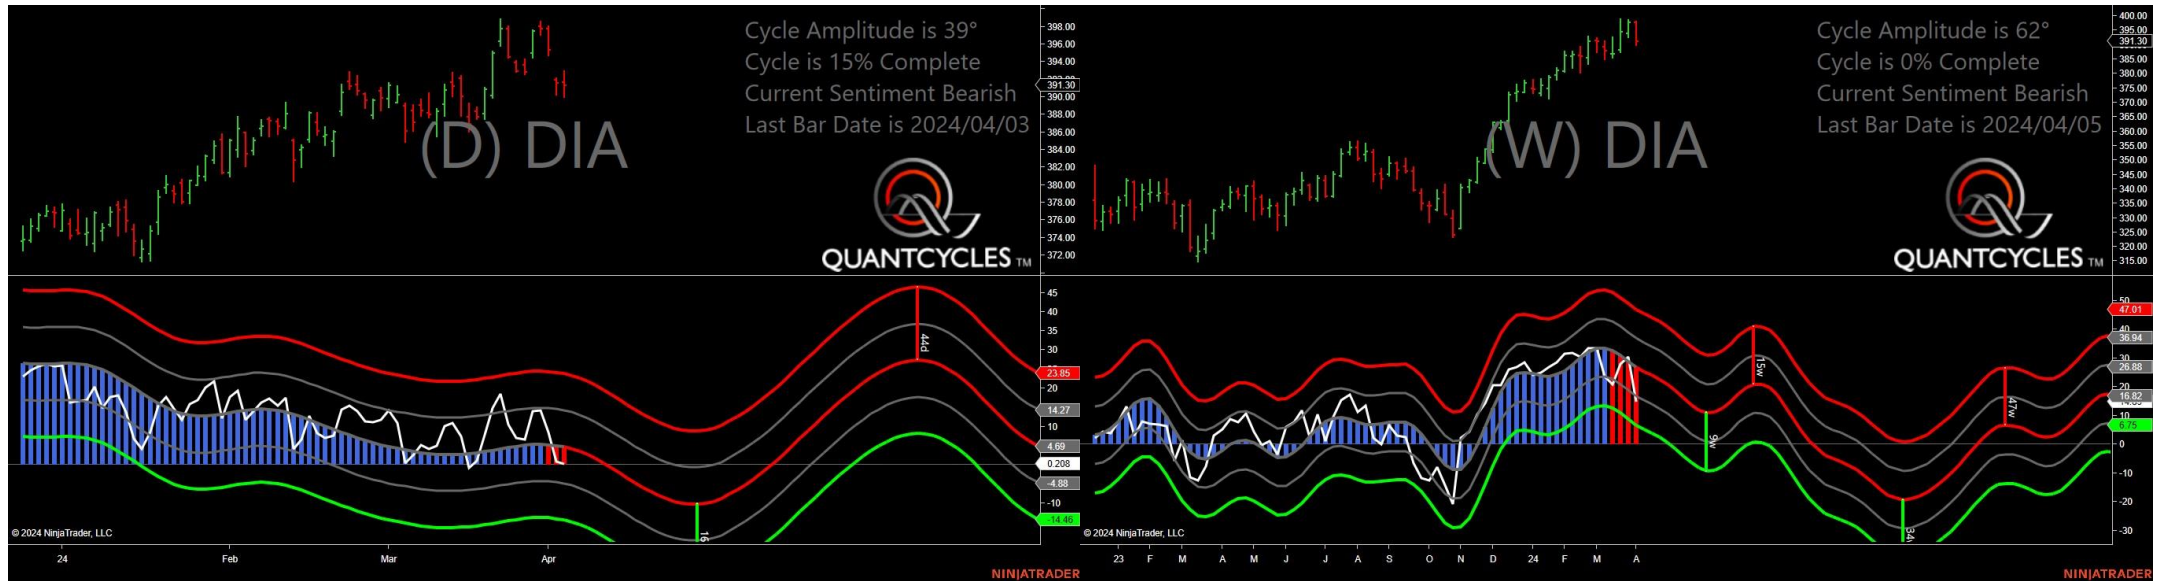 Cycle Amplitude is 39°
Cycle is 15% Complete
Current Sentiment Bearish
Last Bar Date is 2024/04/03
(D) DIA
QUANTCYCLES TM
398.00
396.00
394.00
391.30
390.00
388.00
386.00
384.00
382.00
380.00
378.00
376.00
374.00
372.00
45
40
35
30
23.85
20
14.27
10
4.69
0.208
-4.88
-10
-14.46
44d
16
© 2024 NinjaTrader, LLC
24 Feb Mar Apr
NINJATRADER
Cycle Amplitude is 62°
Cycle is 0% Complete
Current Sentiment Bearish
Last Bar Date is 2024/04/05
(W) DIA
QUANTCYCLES TM
400.00
395.00
391.30
385.00
380.00
375.00
370.00
365.00
360.00
355.00
350.00
345.00
340.00
335.00
330.00
325.00
320.00
315.00
50
47.01
40
36.94
30
26.88
20
16.82
10
6.75
0
-10
-20
-30
15w
9w
47w
© 2024 NinjaTrader, LLC
23 F M A M J J A S O N D 24 F M A
NINJATRADER